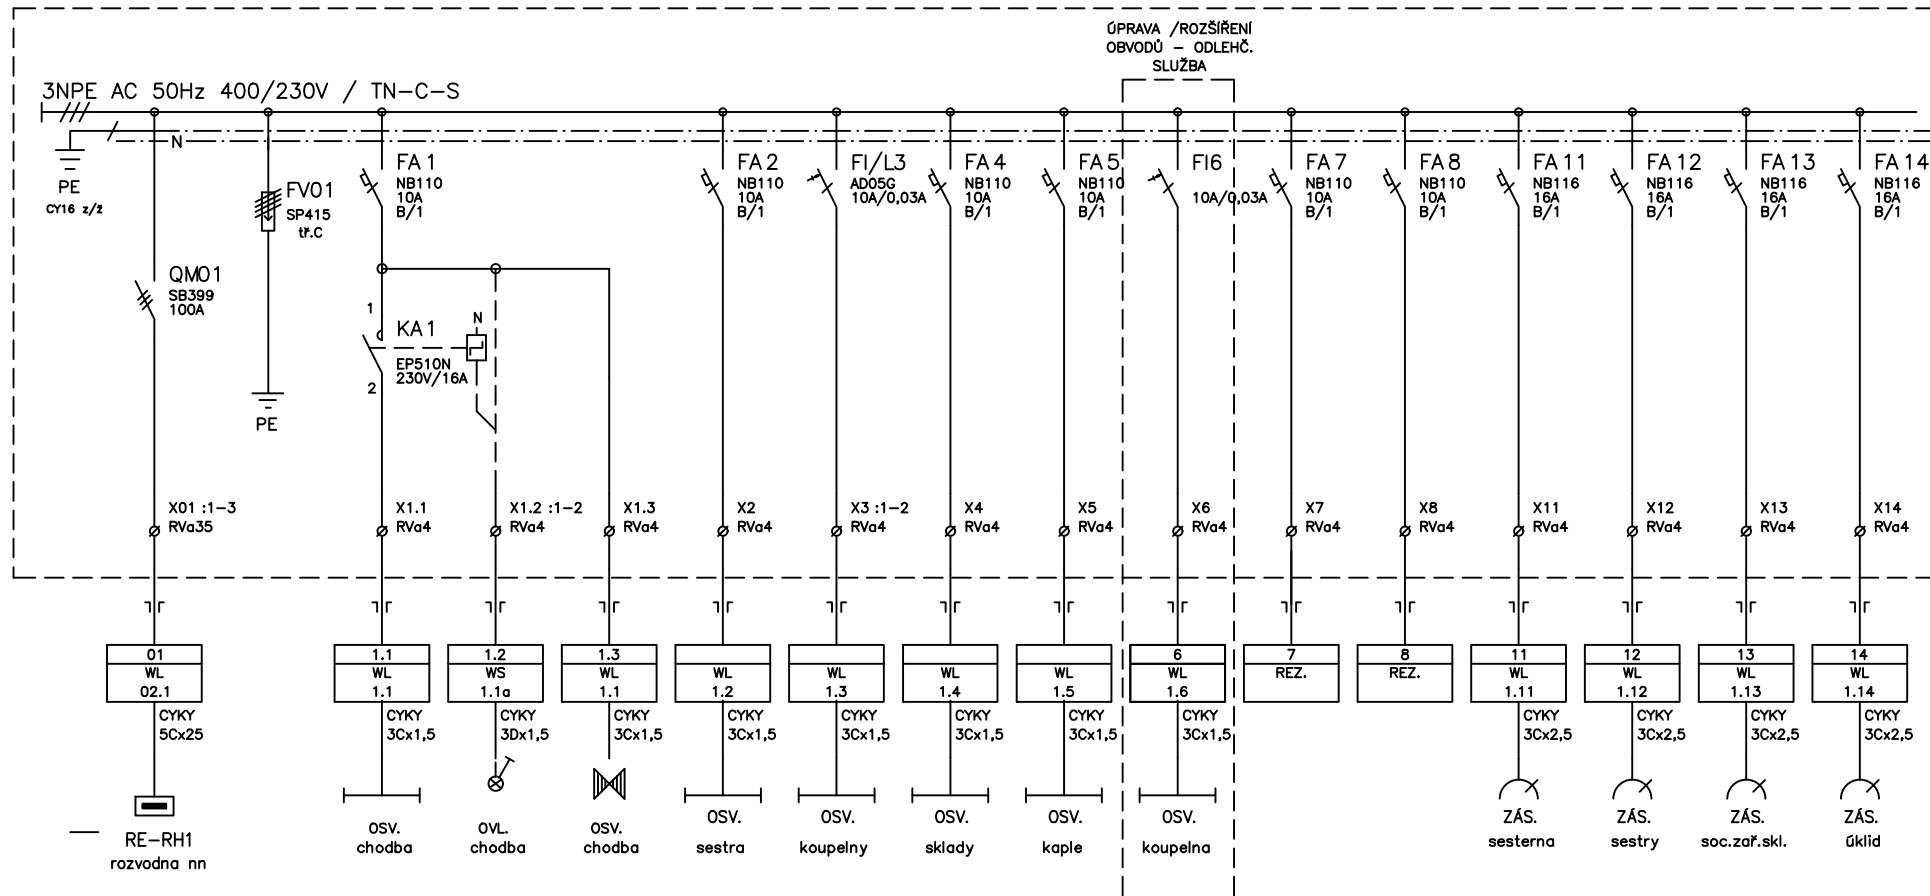 ÚPRAVA /ROZŠÍŘENÍ
OBVODŮ – ODLEHČ.
SLUŽBA
3NPE AC 50Hz 400/230V / TN-C-S
N
PE
CY16 z/ž
QM01
SB399
100A
FV01
SP415
tř.C
PE
FA1
NB110
10A
B/1
1
KA1
EP510N
230V/16A
2
N
FA2
NB110
10A
B/1
FI/L3
AD05G
10A/0,03A
FA4
NB110
10A
B/1
FA5
NB110
10A
B/1
FI6
10A/0,03A
FA7
NB110
10A
B/1
FA8
NB110
10A
B/1
FA11
NB116
16A
B/1
FA12
NB116
16A
B/1
FA13
NB116
16A
B/1
FA14
NB116
16A
B/1
X01 :1-3
RVa35
X1.1
RVa4
X1.2 :1-2
RVa4
X1.3
RVa4
X2
RVa4
X3 :1-2
RVa4
X4
RVa4
X5
RVa4
X6
RVa4
X7
RVa4
X8
RVa4
X11
RVa4
X12
RVa4
X13
RVa4
X14
RVa4
01
WL
02.1
CYKY
5Cx25
RE-RH1
rozvodna nn
1.1
WL
1.1
CYKY
3Cx1,5
OSV.
chodba
1.2
WS
1.1a
CYKY
3Dx1,5
OVL.
chodba
1.3
WL
1.1
CYKY
3Cx1,5
OSV.
chodba
WL
1.2
CYKY
3Cx1,5
OSV.
sestra
WL
1.3
CYKY
3Cx1,5
OSV.
koupelny
WL
1.4
CYKY
3Cx1,5
OSV.
sklady
WL
1.5
CYKY
3Cx1,5
OSV.
kaple
6
WL
1.6
CYKY
3Cx1,5
OSV.
koupelna
7
REZ.
8
REZ.
11
WL
1.11
CYKY
3Cx2,5
ZÁS.
sesterna
12
WL
1.12
CYKY
3Cx2,5
ZÁS.
sestry
13
WL
1.13
CYKY
3Cx2,5
ZÁS.
soc.zař.skl.
14
WL
1.14
CYKY
3Cx2,5
ZÁS.
úklid